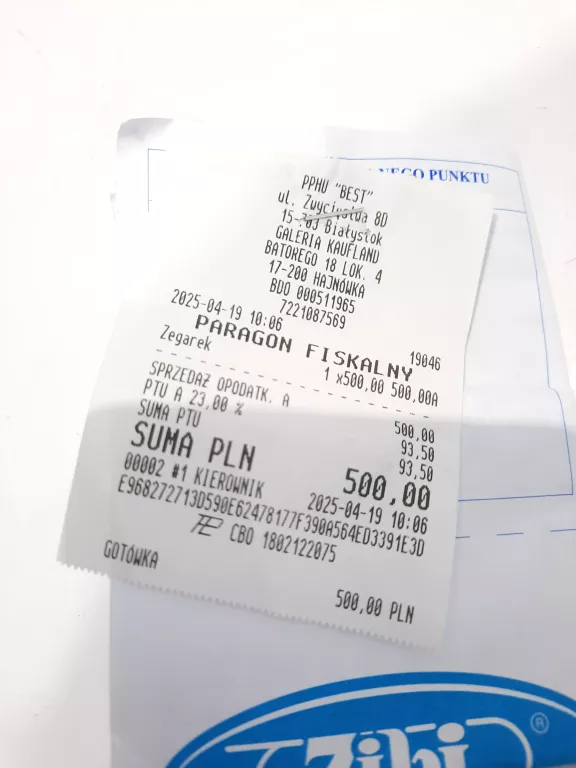 NEGO PUNKTU
PPHU "BEST"
ul. Zwycięstwa 8D
15-703 Białystok
GALERIA KAUFLAND
BATOREGO 18 LOK. 4
17-200 HAJNÓWKA
BDO 000511965
7221087569
2025-04-19 10:06 19046
PARAGON FISKALNY
Zegarek 1 x500,00 500,00A
SPRZEDAŻ OPODATK. A 500,00
PTU A 23,00 % 93,50
SUMA PTU 93,50
SUMA PLN 500,00
00002 #1 KIEROWNIK 2025-04-19 10:06
E968272713D590E62478177F390A564ED3391E3D
CBO 1802122075
GOTÓWKA 500,00 PLN
Zibi ®